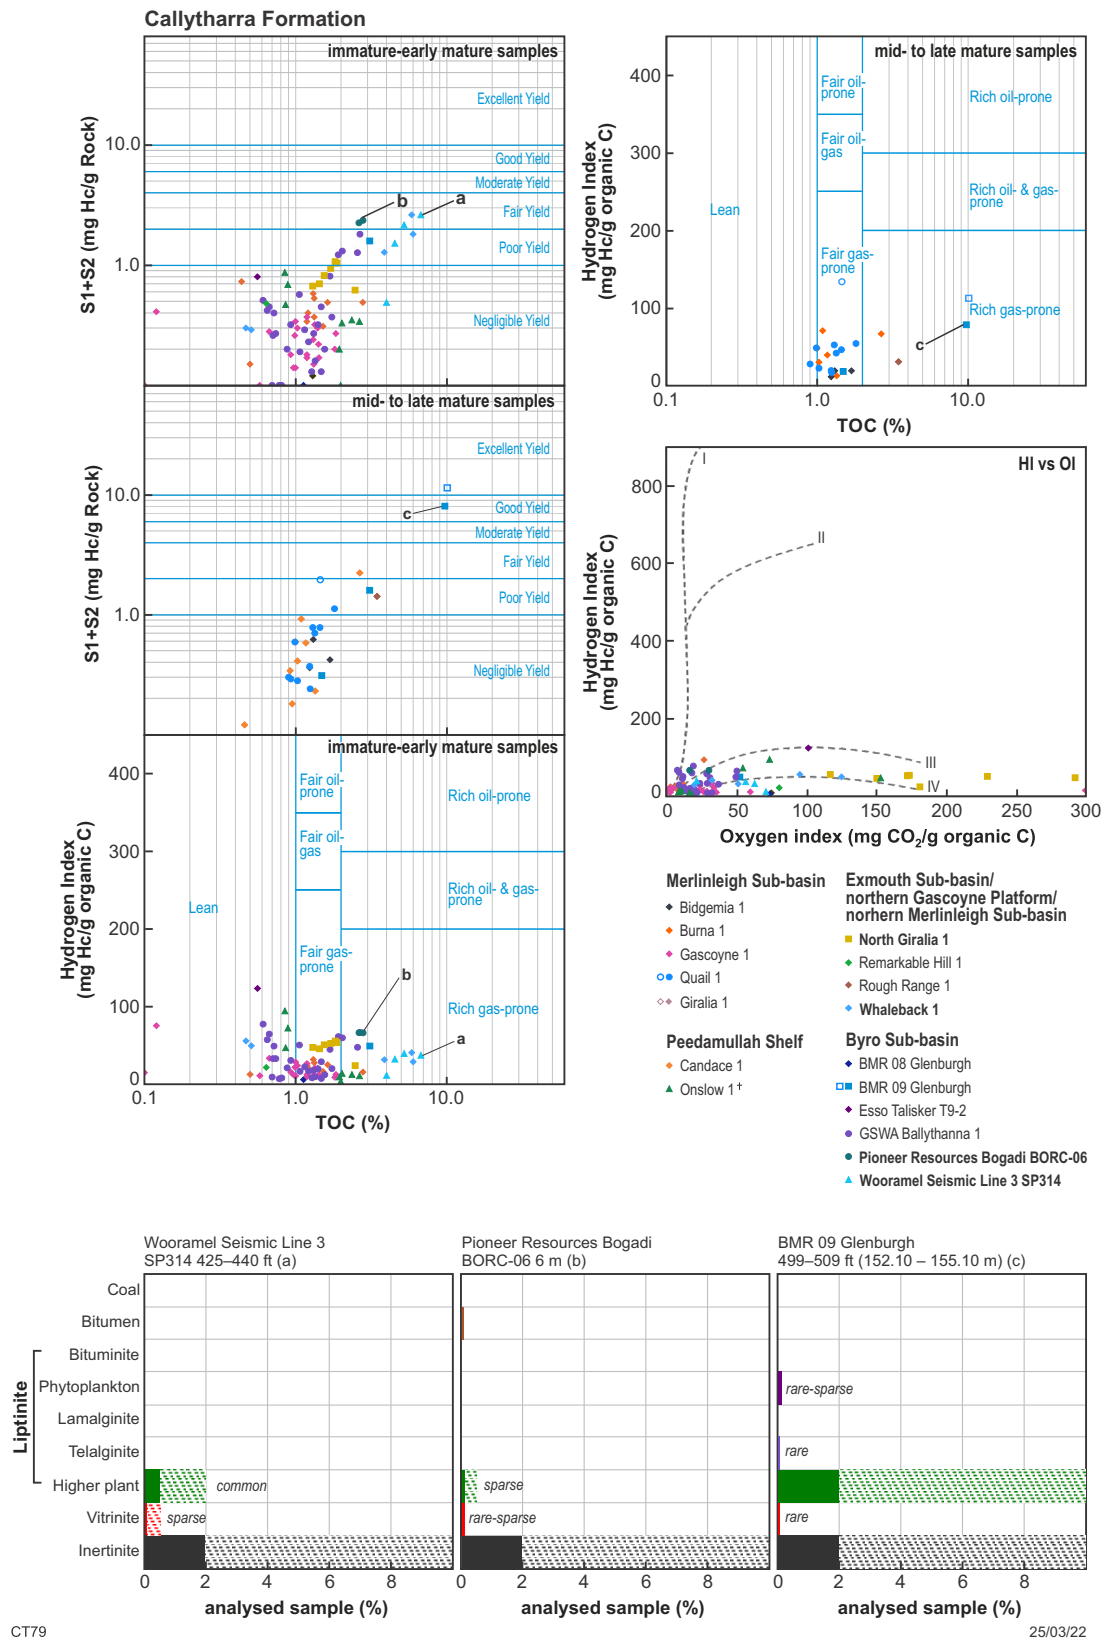 Callytharra Formation
immature-early mature samples
Excellent Yield
10.0
Good Yield
Moderate Yield
b
a
Fair Yield
Poor Yield
1.0
Negligible Yield
S1+S2 (mg Hc/g Rock)
mid- to late mature samples
Excellent Yield
10.0
Good Yield
c
Moderate Yield
Fair Yield
Poor Yield
1.0
Negligible Yield
S1+S2 (mg Hc/g Rock)
immature-early mature samples
400
Fair oil-
prone
Rich oil-prone
300
Fair oil-
gas
Lean
Rich oil- & gas-
prone
200
Fair gas-
prone
b
100
Rich gas-prone
a
0
0.1
1.0
10.0
TOC (%)
Hydrogen Index
(mg Hc/g organic C)
mid- to late mature samples
400
Fair oil-
prone
Rich oil-prone
300
Fair oil-
gas
Lean
Rich oil- & gas-
prone
200
Fair gas-
prone
100
Rich gas-prone
c
0
0.1
1.0
10.0
TOC (%)
Hydrogen Index
(mg Hc/g organic C)
HI vs OI
I
II
III
IV
800
600
400
200
0
0
50
100
150
200
250
300
Oxygen index (mg CO2/g organic C)
Hydrogen Index
(mg Hc/g organic C)
Merlinleigh Sub-basin
Bidgemia 1
Burna 1
Gascoyne 1
Quail 1
Giralia 1
Peedamullah Shelf
Candace 1
Onslow 1 †
Exmouth Sub-basin/
northern Gascoyne Platform/
norhern Merlinleigh Sub-basin
North Giralia 1
Remarkable Hill 1
Rough Range 1
Whaleback 1
Byro Sub-basin
BMR 08 Glenburgh
BMR 09 Glenburgh
Esso Talisker T9-2
GSWA Ballythanna 1
Pioneer Resources Bogadi BORC-06
Wooramel Seismic Line 3 SP314
Wooramel Seismic Line 3
SP314 425–440 ft (a)
Pioneer Resources Bogadi
BORC-06 6 m (b)
BMR 09 Glenburgh
499–509 ft (152.10 – 155.10 m) (c)
Coal
Bitumen
Bituminite
Phytoplankton
Lamalginite
Telalginite
Higher plant
Vitrinite
Inertinite
Liptinite
common
sparse
sparse
rare-sparse
rare-sparse
rare
rare
0 2 4 6 8
0 2 4 6 8
0 2 4 6 8
analysed sample (%)
analysed sample (%)
analysed sample (%)
CT79
25/03/22